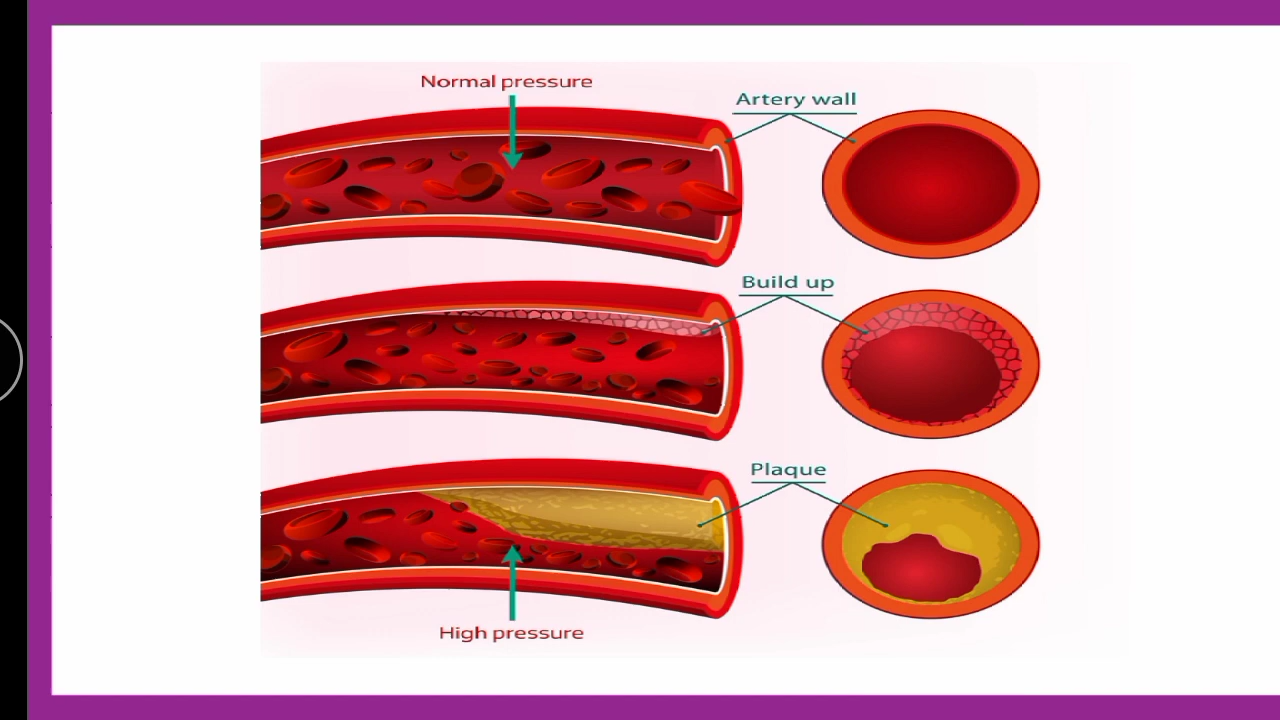 Normal pressure
Artery wall
Build up
Plaque
High pressure